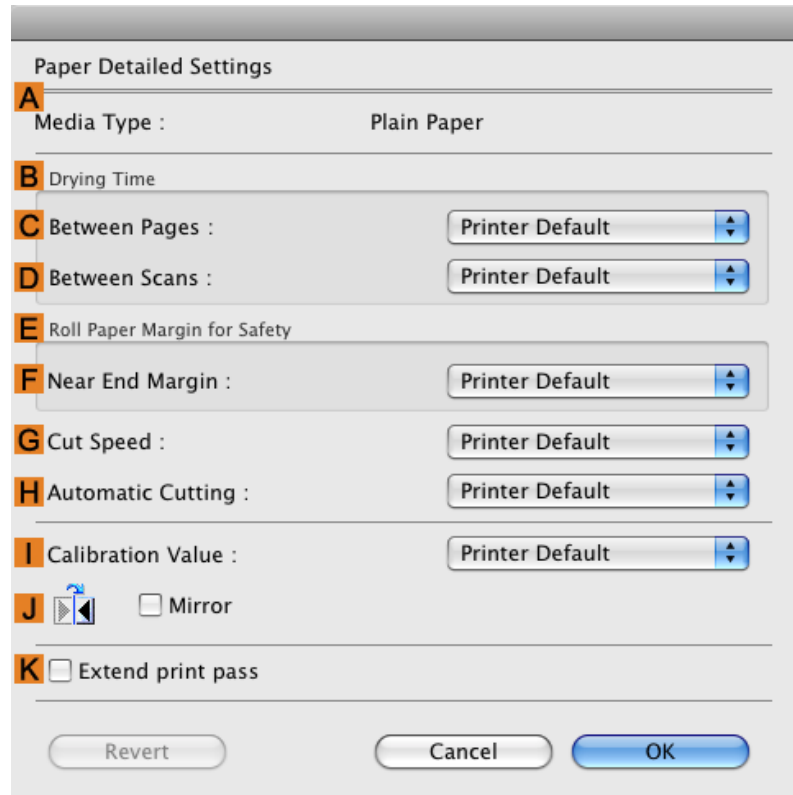 Paper Detailed Settings
A
Media Type : Plain Paper
B Drying Time
C Between Pages : Printer Default
D Between Scans : Printer Default
E Roll Paper Margin for Safety
F Near End Margin : Printer Default
G Cut Speed : Printer Default
H Automatic Cutting : Printer Default
I Calibration Value : Printer Default
J Mirror
K Extend print pass
Revert Cancel OK